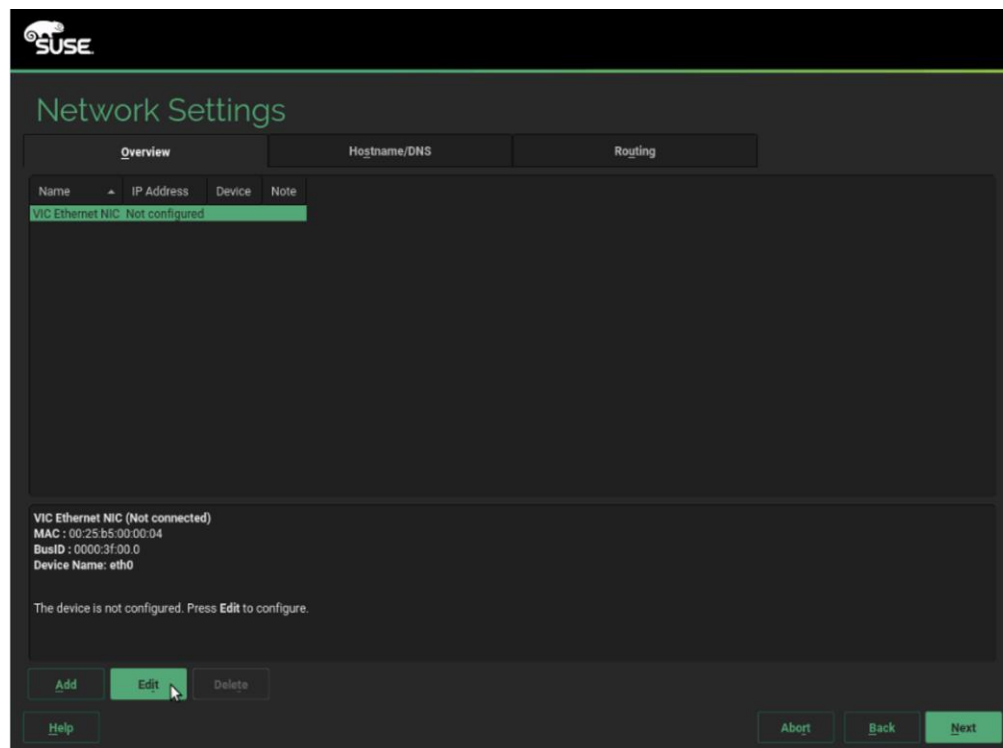 SUSE.
Network Settings
Overview Hostname/DNS Routing
Name IP Address Device Note
VIC Ethernet NIC Not configured
VIC Ethernet NIC (Not connected)
MAC : 00:25:b5:00:00:04
BusID : 0000:3f:00.0
Device Name: eth0
The device is not configured. Press Edit to configure.
Add Edit Delete
Help Abort Back Next